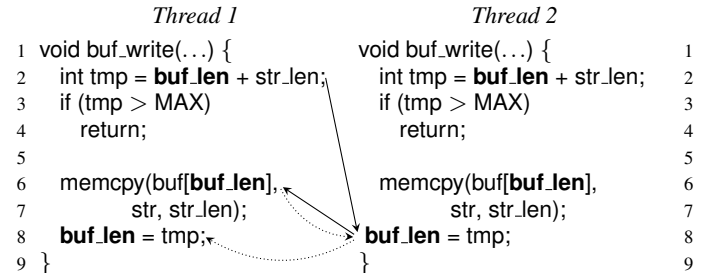 Thread 1 Thread 2
1 void buf_write(...) { void buf_write(...) { 1
2 int tmp = buf_len + str_len; int tmp = buf_len + str_len; 2
3 if (tmp > MAX) if (tmp > MAX) 3
4 return; return; 4
5 5
6 memcpy(buf[buf_len], memcpy(buf[buf_len], 6
7 str, str_len); str, str_len); 7
8 buf_len = tmp; buf_len = tmp; 8
9 } } 9